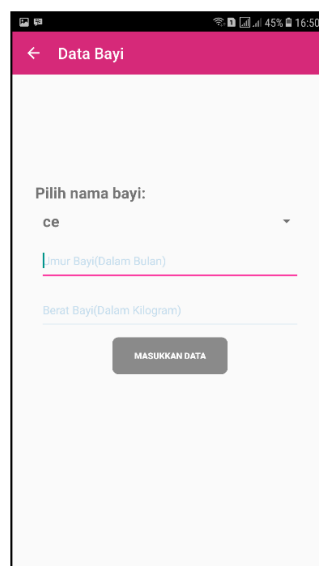 45% 16:50
Data Bayi
Pilih nama bayi:
ce
Umur Bayi(Dalam Bulan)
Berat Bayi(Dalam Kilogram)
MASUKKAN DATA